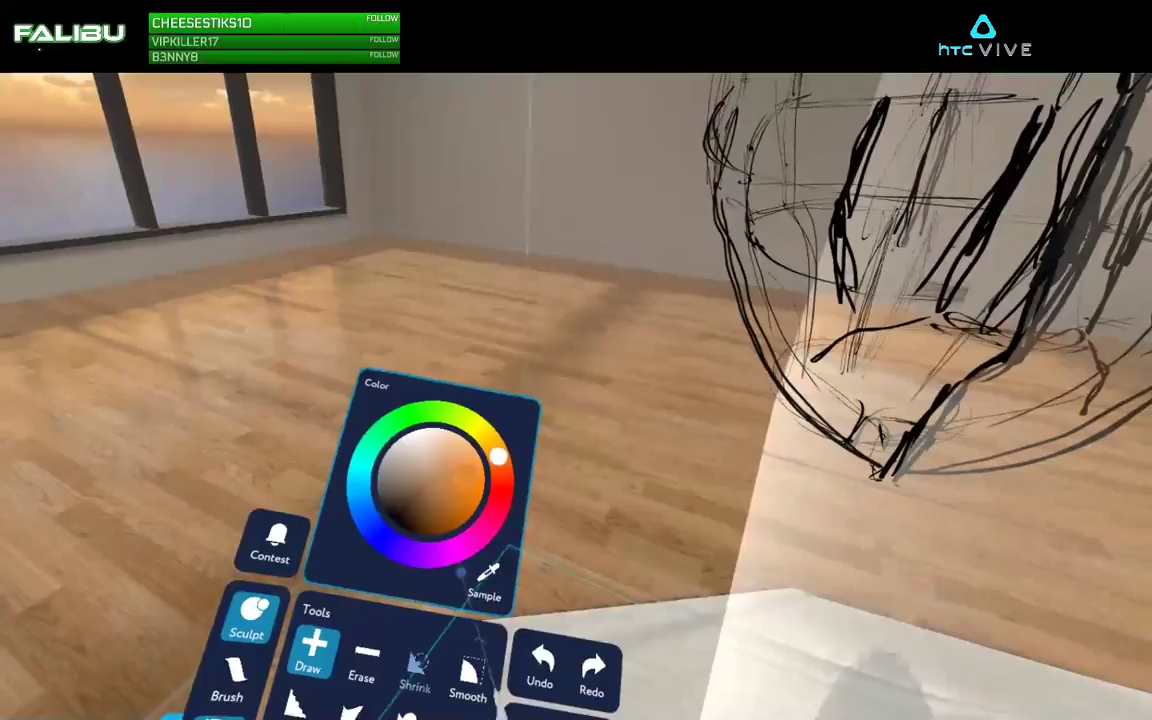 FALIBU
CHEESESTIKS10 FOLLOW
VIPKILLER17 FOLLOW
B3NNY8 FOLLOW
htc VIVE
Color
Sample
Contest
Sculpt
Brush
Tools
Draw
Erase
Shrink
Smooth
Undo
Redo